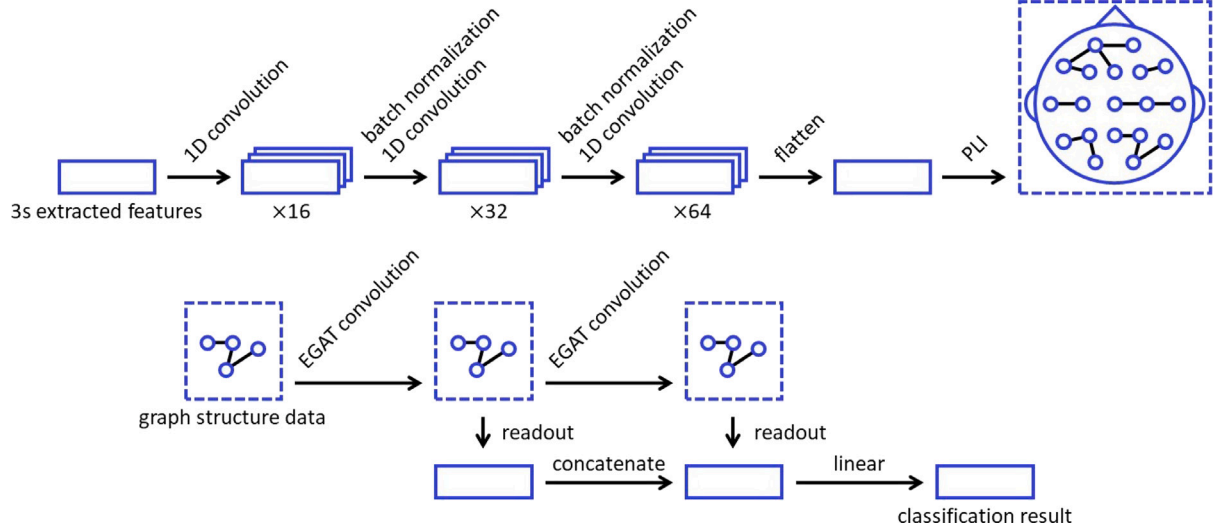 1D convolution
batch normalization
1D convolution
batch normalization
1D convolution
flatten
PLI
3s extracted features
×16
×32
×64
EGAT convolution
EGAT convolution
graph structure data
readout
readout
concatenate
linear
classification result